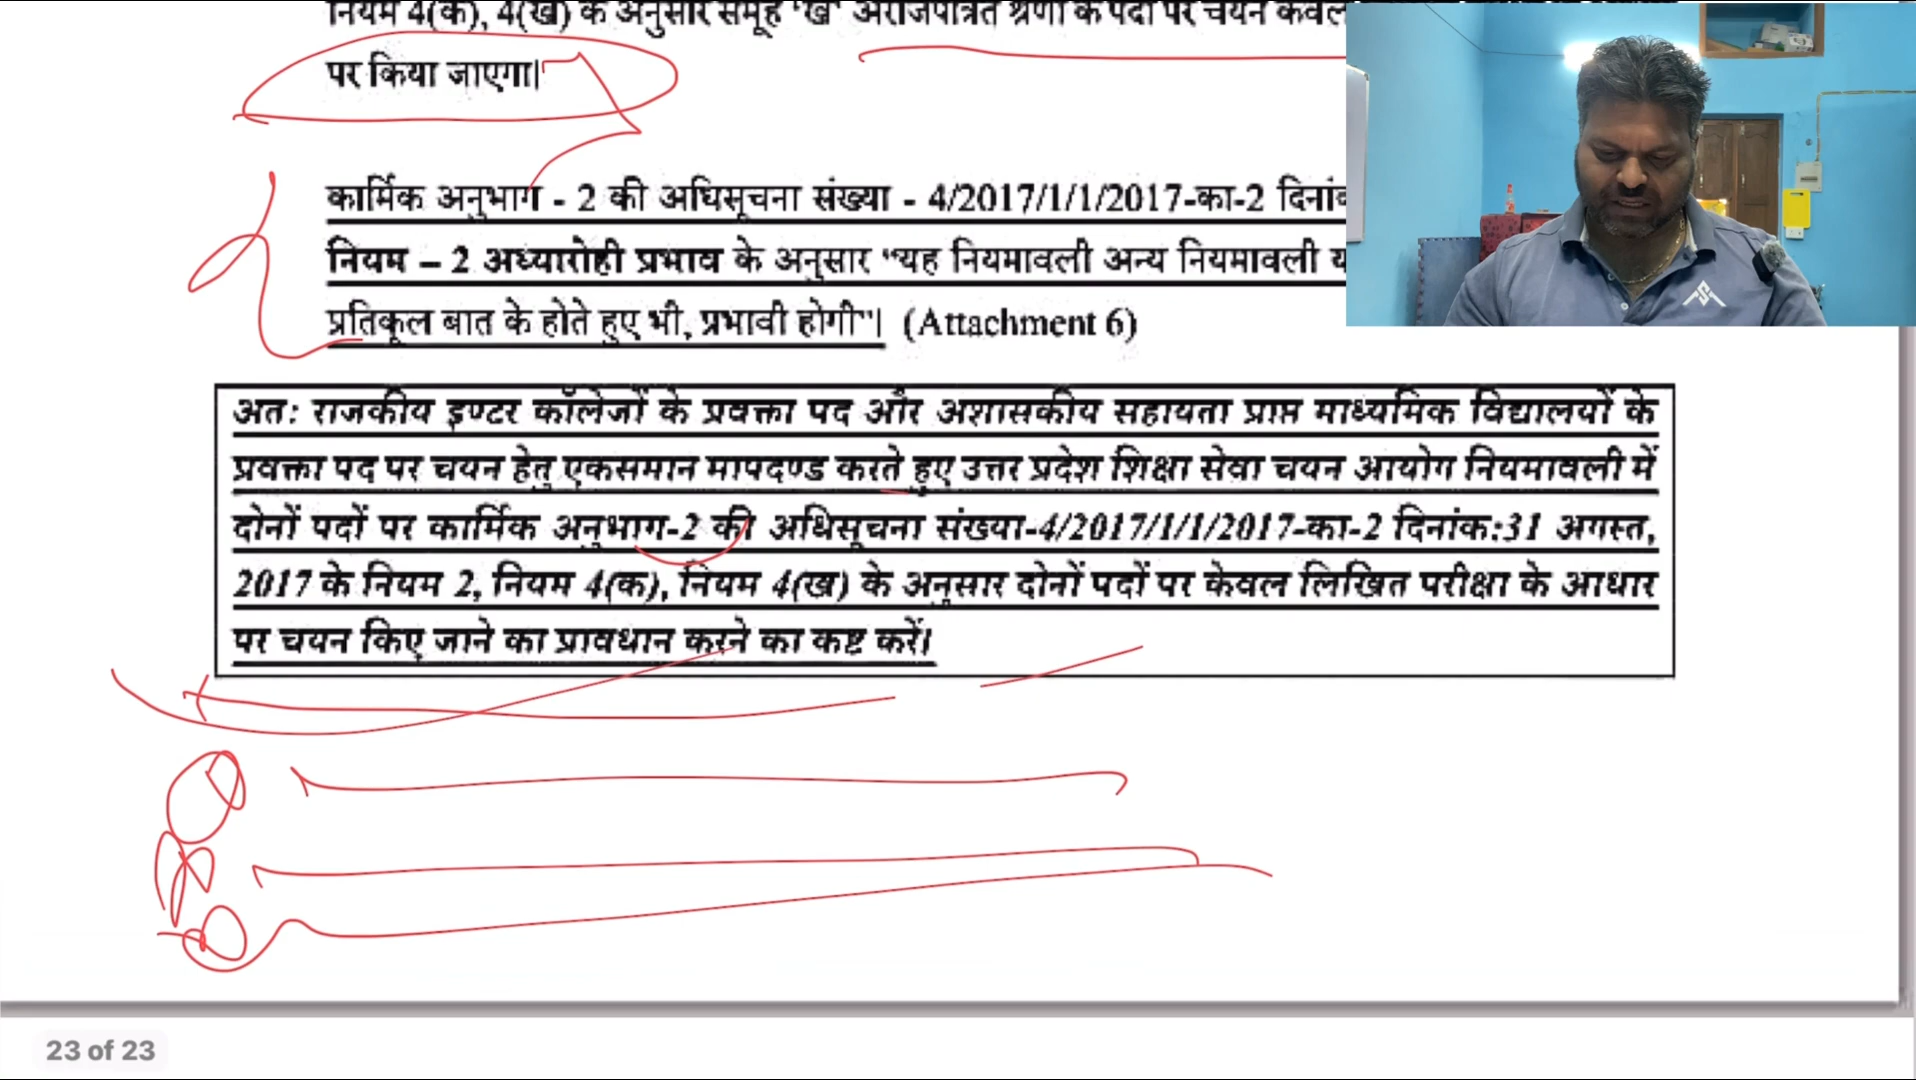 नियम 4(क), 4(ख) के अनुसार समूह 'ख' अराजपत्रित श्रेणी के पदों पर चयन केवल
पर किया जाएगा|
कार्मिक अनुभाग - 2 की अधिसूचना संख्या - 4/2017/1/1/2017-का-2
नियम – 2 अध्यारोही प्रभाव के अनुसार “यह नियमावली अन्य नियमावली
प्रतिकूल बात के होते हुए भी, प्रभावी होगी"| (Attachment 6)
अतः राजकीय इण्टर कॉलेजों के प्रवक्ता पद और अशासकीय सहायता प्राप्त माध्यमिक विद्यालयों के
प्रवक्ता पद पर चयन हेतु एकसमान मापदण्ड करते हुए उत्तर प्रदेश शिक्षा सेवा चयन आयोग नियमावली में
दोनों पदों पर कार्मिक अनुभाग-2 की अधिसूचना संख्या-4/2017/1/1/2017-का-2 दिनांक:31 अगस्त,
2017 के नियम 2, नियम 4(क), नियम 4(ख) के अनुसार दोनों पदों पर केवल लिखित परीक्षा के आधार
पर चयन किए जाने का प्रावधान करने का कष्ट करें|
23 of 23